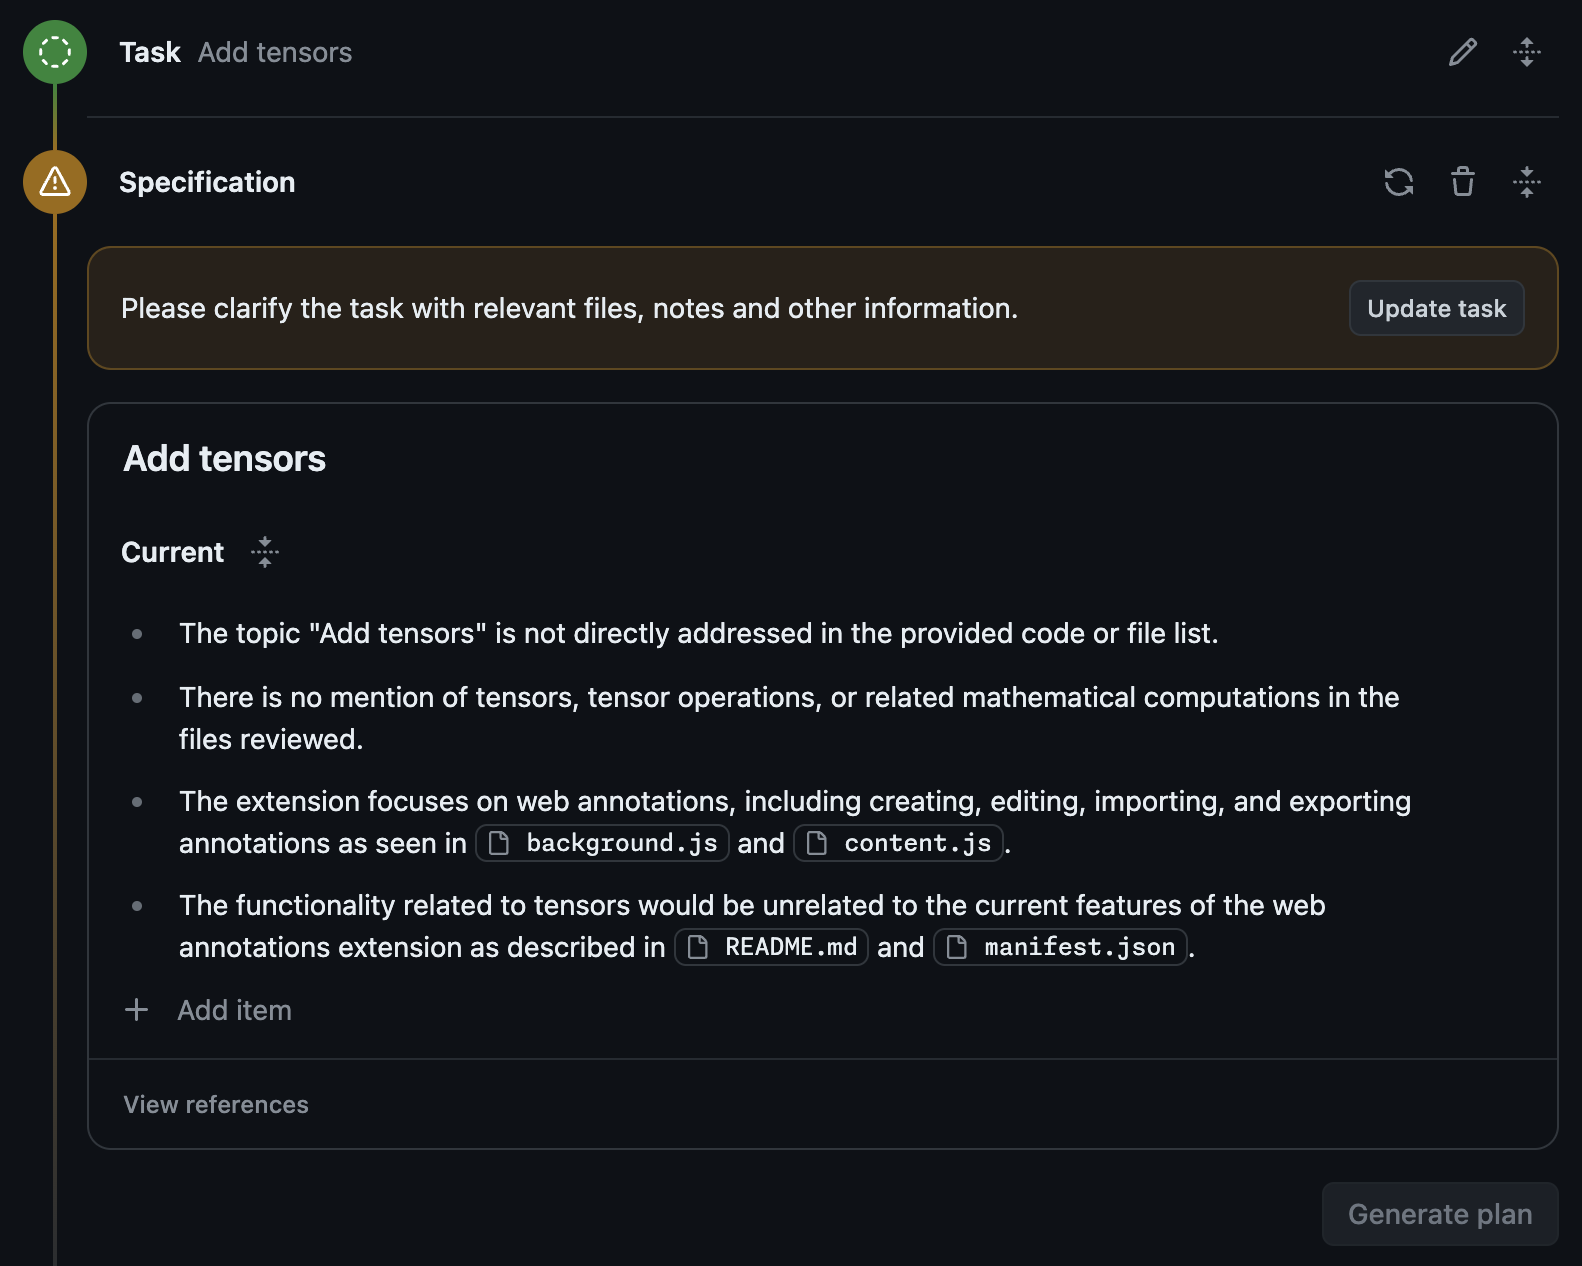 Task Add tensors
Specification
Please clarify the task with relevant files, notes and other information.
Update task
Add tensors
Current
The topic "Add tensors" is not directly addressed in the provided code or file list.
There is no mention of tensors, tensor operations, or related mathematical computations in the
files reviewed.
The extension focuses on web annotations, including creating, editing, importing, and exporting
annotations as seen in background.js and content.js.
The functionality related to tensors would be unrelated to the current features of the web
annotations extension as described in README.md and manifest.json.
Add item
View references
Generate plan